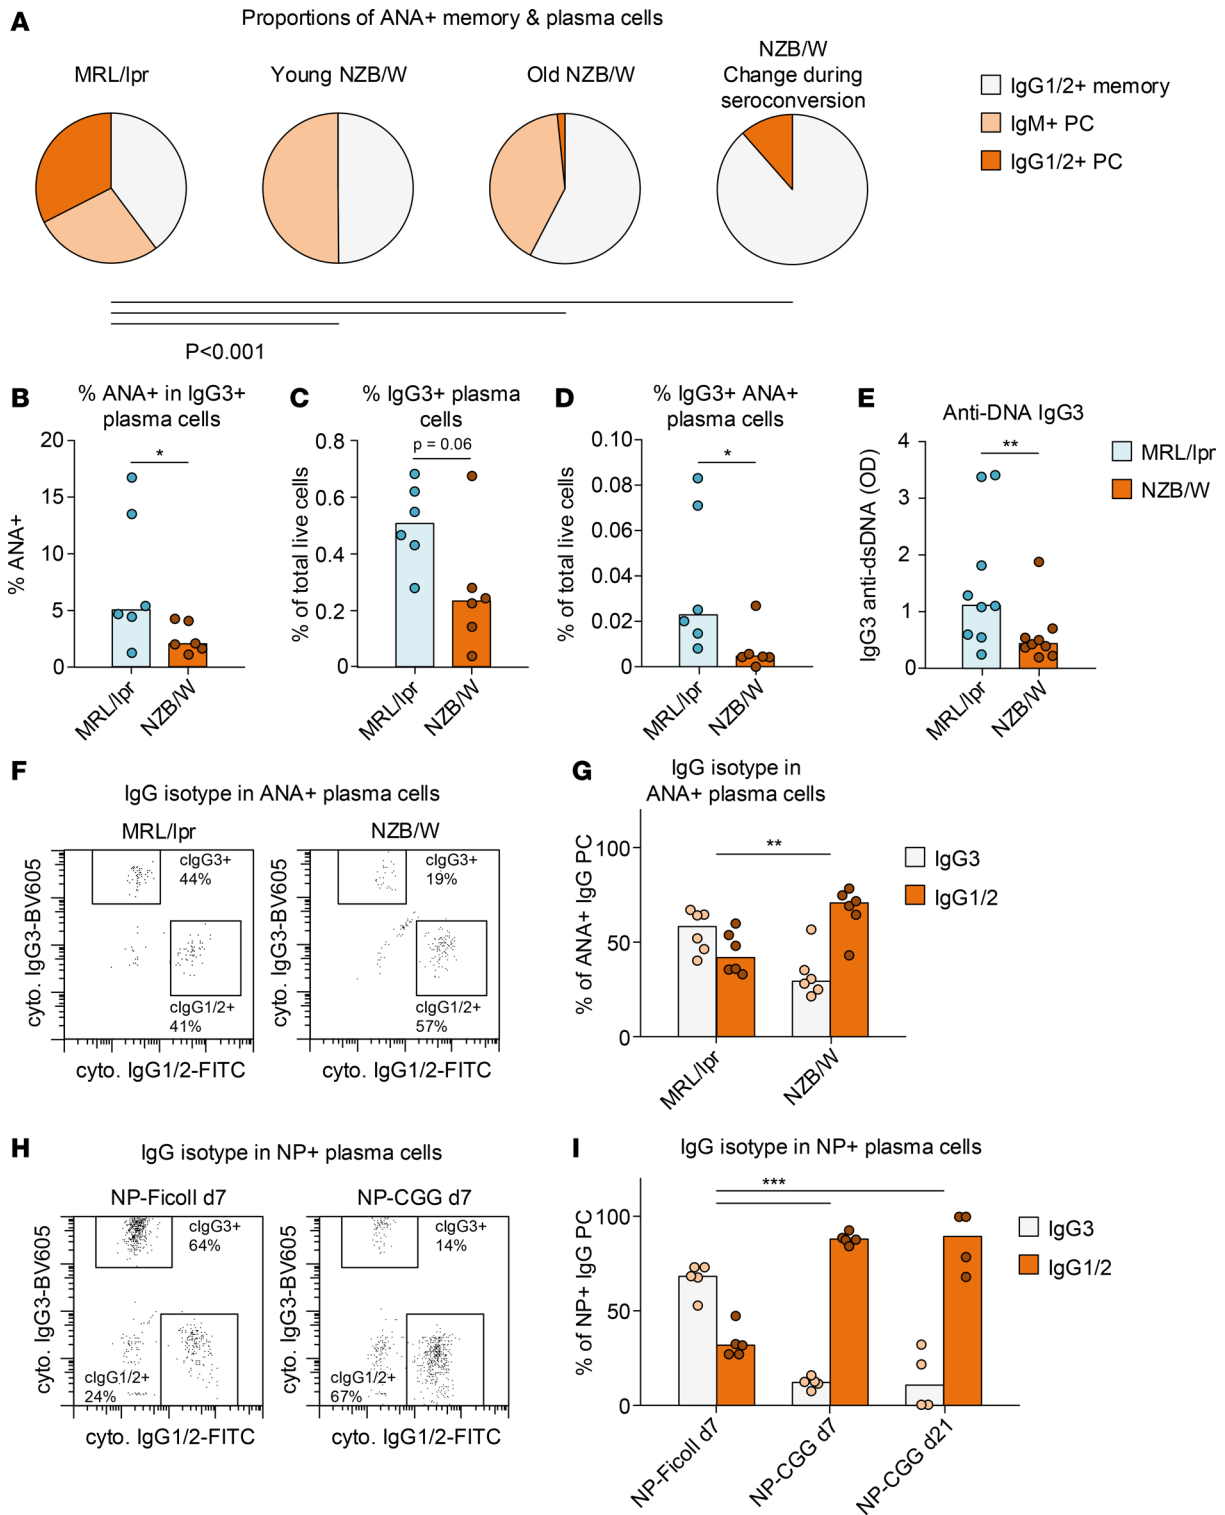 A
Proportions of ANA+ memory & plasma cells
MRL/lpr
Young NZB/W
Old NZB/W
NZB/W
Change during
seroconversion
IgG1/2+ memory
IgM+ PC
IgG1/2+ PC
P<0.001
B
% ANA+ in IgG3+
plasma cells
% ANA+
20
15
10
5
0
*
MRL/lpr
NZB/W
C
% IgG3+ plasma
cells
% of total live cells
0.8
0.6
0.4
0.2
0
p = 0.06
MRL/lpr
NZB/W
D
% IgG3+ ANA+
plasma cells
% of total live cells
0.10
0.08
0.06
0.04
0.02
0
*
MRL/lpr
NZB/W
E
Anti-DNA IgG3
IgG3 anti-dsDNA (OD)
4
3
2
1
0
**
MRL/lpr
NZB/W
MRL/lpr
NZB/W
F
IgG isotype in ANA+ plasma cells
MRL/lpr
cyto. IgG3-BV605
cIgG3+
44%
cIgG1/2+
41%
cyto. IgG1/2-FITC
NZB/W
cyto. IgG3-BV605
cIgG3+
19%
cIgG1/2+
57%
cyto. IgG1/2-FITC
G
IgG isotype in
ANA+ plasma cells
% of ANA+ IgG PC
100
50
0
**
MRL/lpr
NZB/W
IgG3
IgG1/2
H
IgG isotype in NP+ plasma cells
NP-Ficoll d7
cyto. IgG3-BV605
cIgG3+
64%
cIgG1/2+
24%
cyto. IgG1/2-FITC
NP-CGG d7
cyto. IgG3-BV605
cIgG3+
14%
cIgG1/2+
67%
cyto. IgG1/2-FITC
I
IgG isotype in NP+ plasma cells
% of NP+ IgG PC
100
50
0
***
NP-Ficoll d7
NP-CGG d7
NP-CGG d21
IgG3
IgG1/2